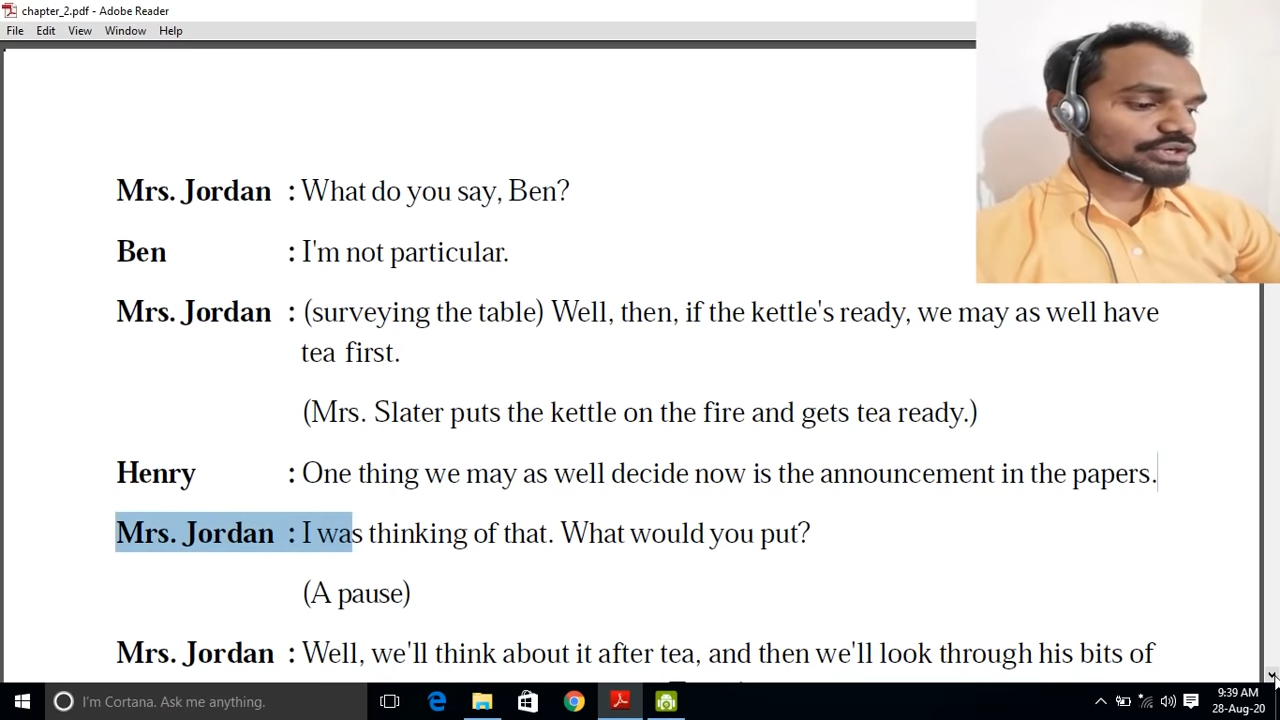 chapter_2.pdf - Adobe Reader
File Edit View Window Help
Mrs. Jordan : What do you say, Ben?
Ben : I'm not particular.
Mrs. Jordan : (surveying the table) Well, then, if the kettle's ready, we may as well have
tea first.
(Mrs. Slater puts the kettle on the fire and gets tea ready.)
Henry : One thing we may as well decide now is the announcement in the papers.
Mrs. Jordan : I was thinking of that. What would you put?
(A pause)
Mrs. Jordan : Well, we'll think about it after tea, and then we'll look through his bits of
I'm Cortana. Ask me anything.
9:39 AM
28-Aug-20